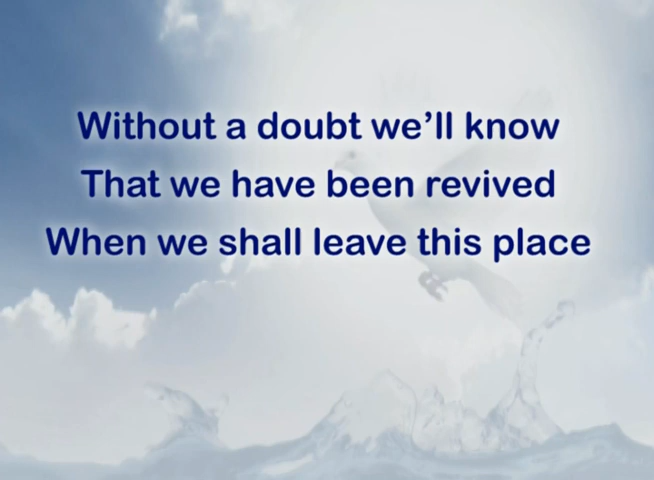 Without a doubt we’ll know
That we have been revived
When we shall leave this place